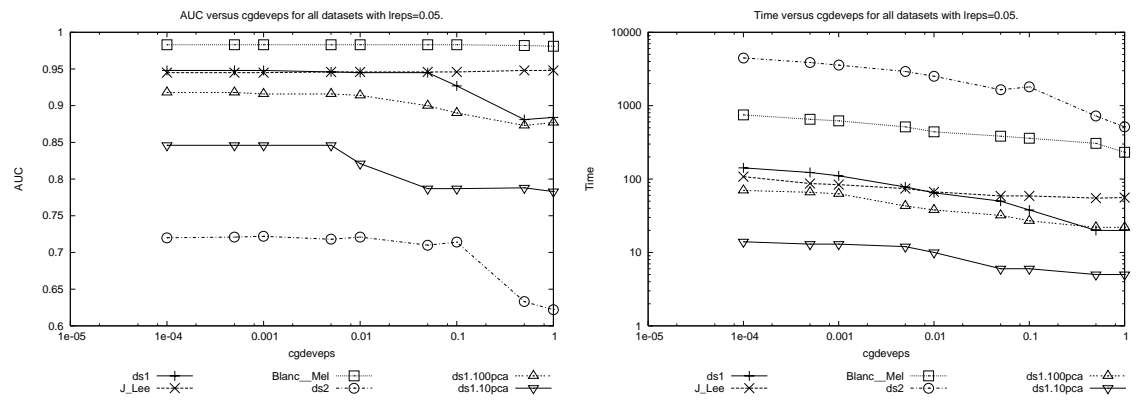 AUC versus cgdeveps for all datasets with lreps=0.05.
1
0.95
0.9
0.85
0.8
0.75
0.7
0.65
0.6
AUC
1e-05 1e-04 0.001 0.01 0.1 1
cgdeveps
ds1 Blanc__Mel ds1.100pca
J_Lee ds2 ds1.10pca
Time versus cgdeveps for all datasets with lreps=0.05.
10000
1000
100
10
1
Time
1e-05 1e-04 0.001 0.01 0.1 1
cgdeveps
ds1 Blanc__Mel ds1.100pca
J_Lee ds2 ds1.10pca